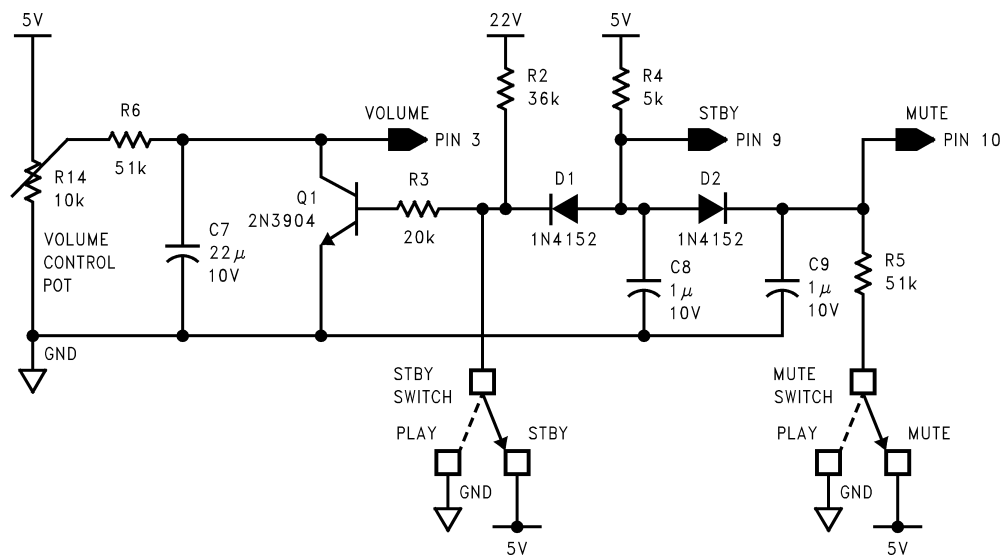 5V
22V
5V
R6
51k
VOLUME
PIN 3
R2
36k
R4
5k
STBY
PIN 9
MUTE
PIN 10
R14
10k
VOLUME
CONTROL
POT
Q1
2N3904
R3
20k
D1
1N4152
D2
1N4152
C7
22μ
10V
C8
1μ
10V
C9
1μ
10V
R5
51k
GND
STBY
SWITCH
PLAY
STBY
GND
5V
MUTE
SWITCH
PLAY
MUTE
GND
5V